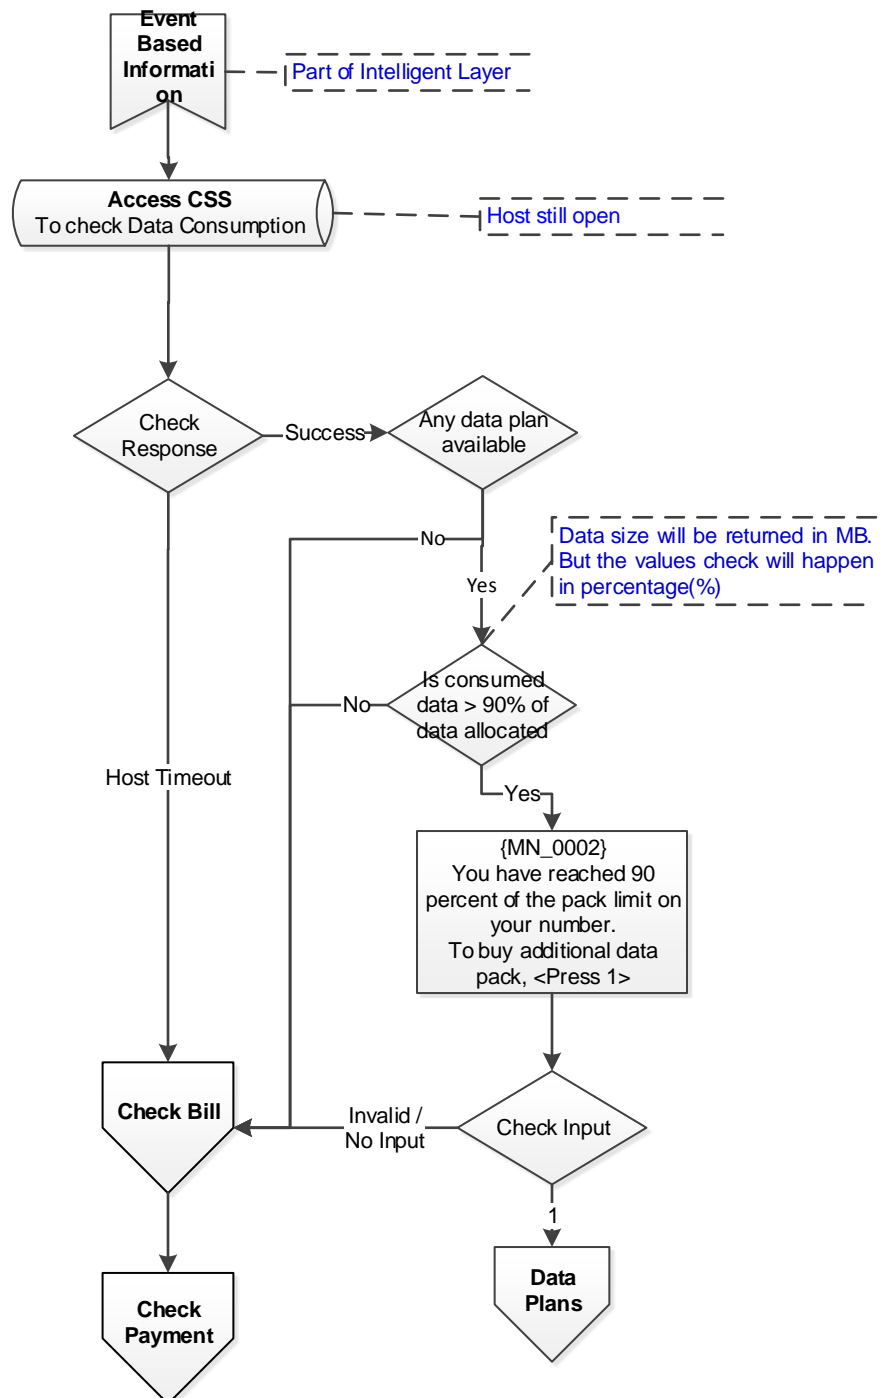 Event
Based
Informati
on
Part of Intelligent Layer
Access CSS
To check Data Consumption
Host still open
Check
Response
Success
Any data plan
available
No
Data size will be returned in MB.
But the values check will happen
in percentage(%)
Yes
Is consumed
data > 90% of
data allocated
No
Host Timeout
Yes
{MN_0002}
You have reached 90
percent of the pack limit on
your number.
To buy additional data
pack, <Press 1>
Check Bill
Invalid /
No Input
Check Input
1
Data
Plans
Check
Payment